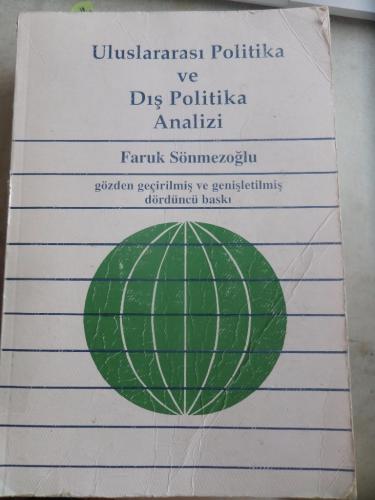 Uluslararası Politika
ve
Dış Politika
Analizi
Faruk Sönmezoğlu
gözden geçirilmiş ve genişletilmiş
dördüncü baskı